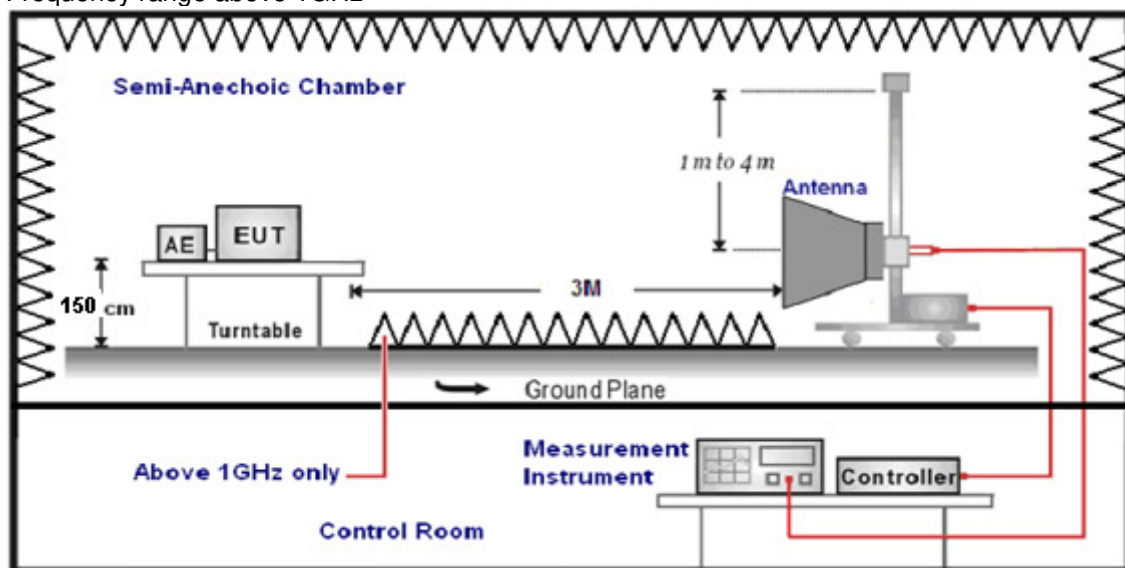 Frequency range above 1GHz
Semi-Anechoic Chamber
1 m to 4 m
Antenna
AE
EUT
150 cm
3M
Turntable
Ground Plane
Above 1GHz only
Measurement
Instrument
Controller
Control Room